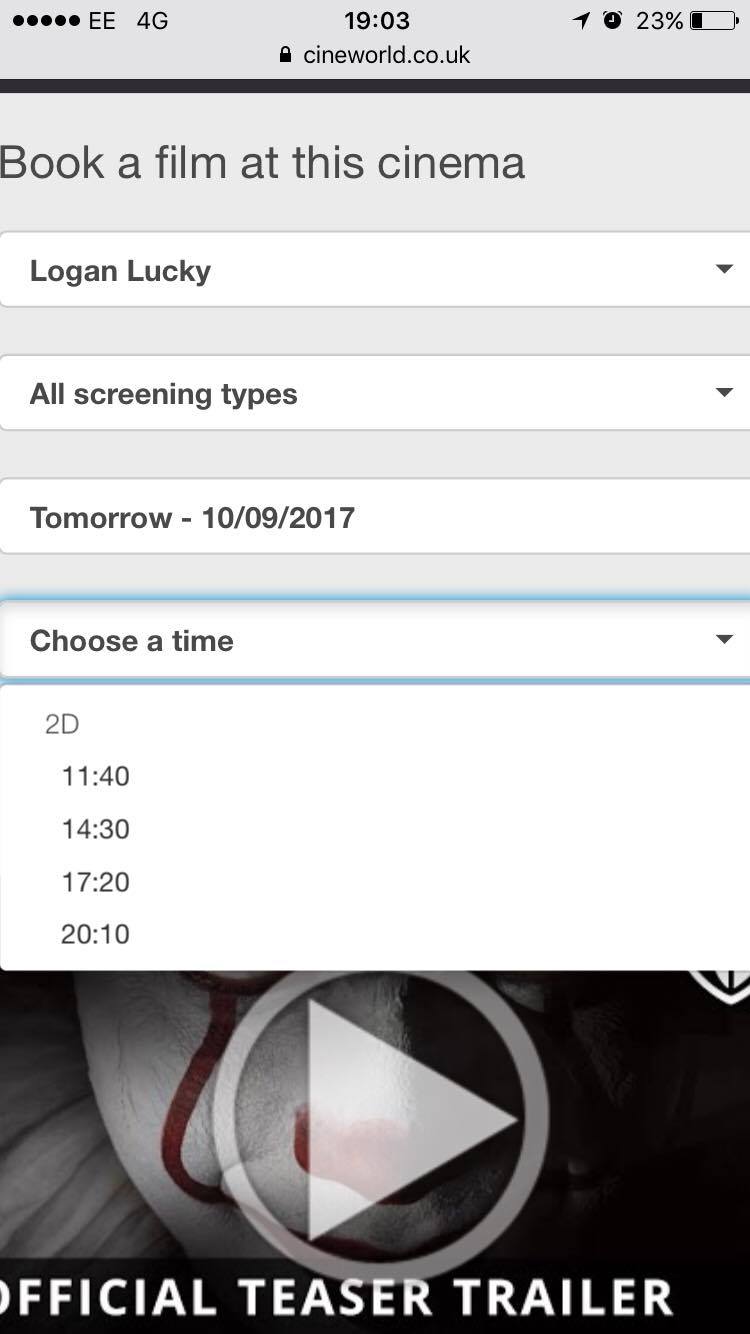 EE 4G 19:03 23%
cineworld.co.uk
Book a film at this cinema
Logan Lucky
All screening types
Tomorrow - 10/09/2017
Choose a time
2D
11:40
14:30
17:20
20:10
OFFICIAL TEASER TRAILER